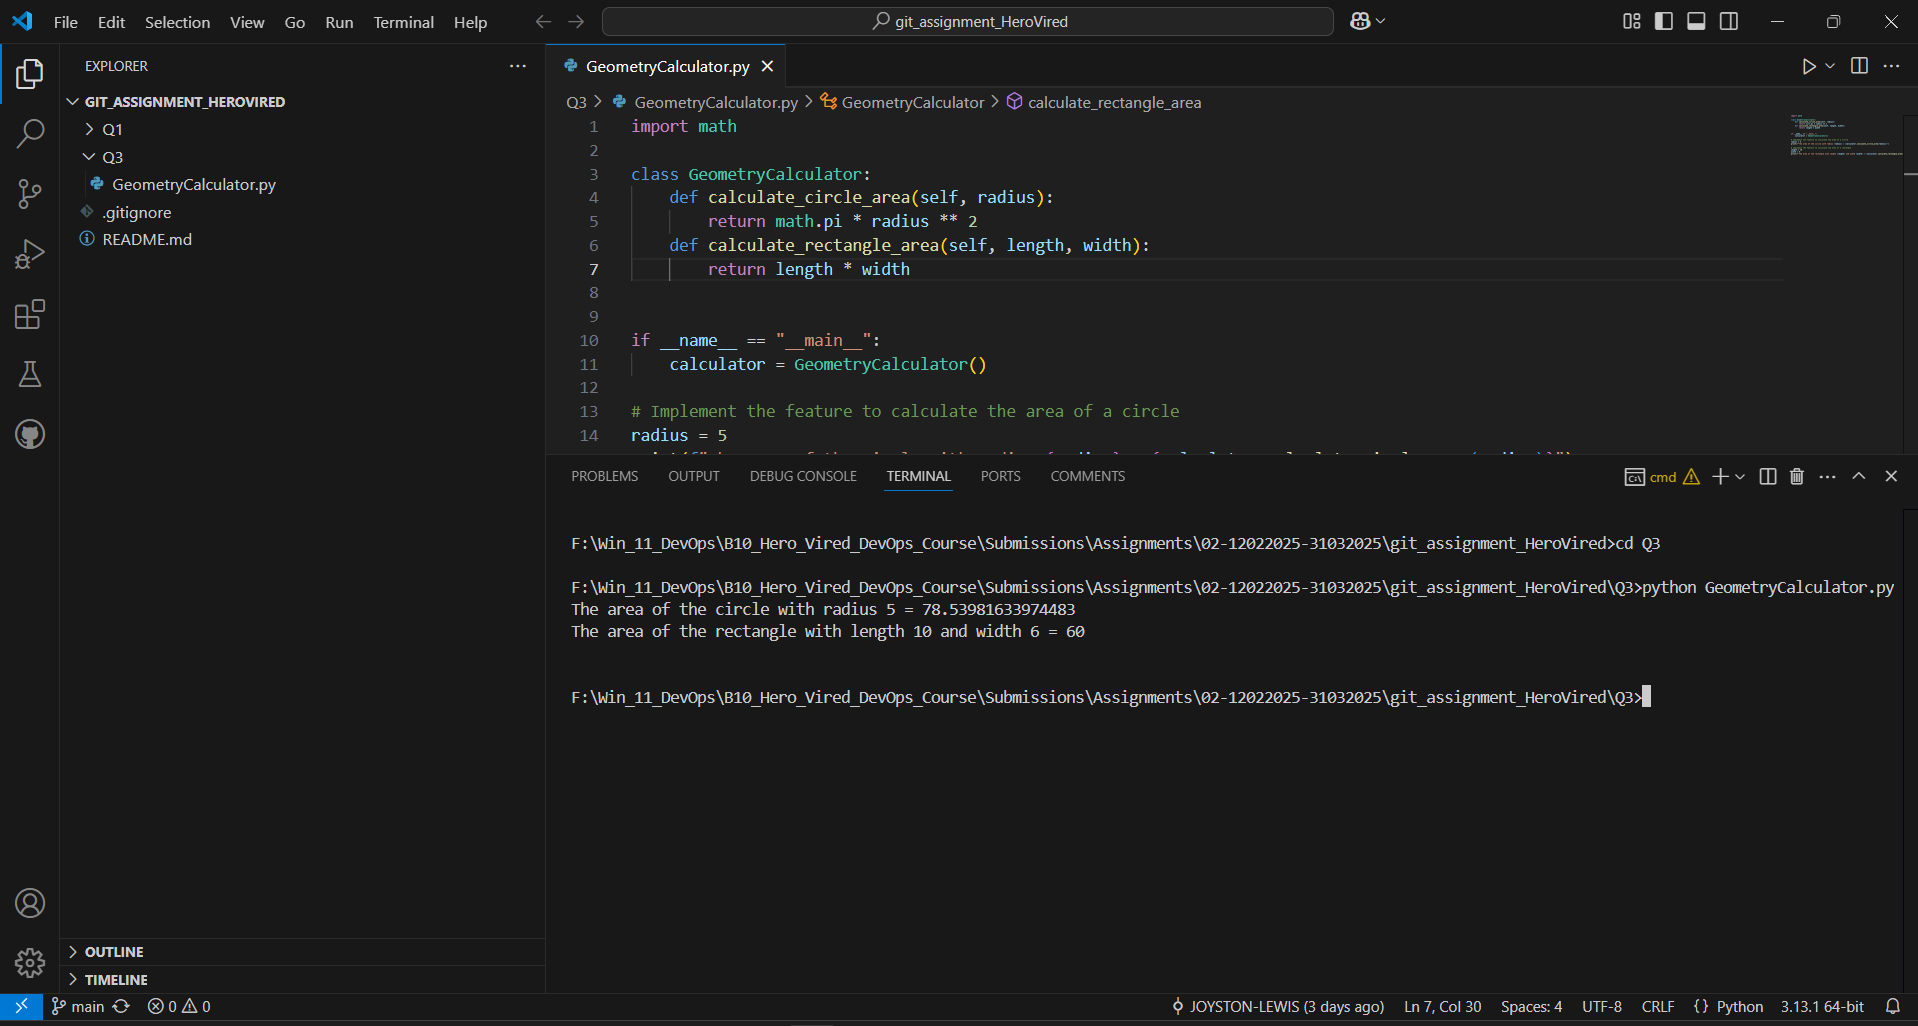 File Edit Selection View Go Run Terminal Help
git_assignment_HeroVired
EXPLORER
GIT_ASSIGNMENT_HEROVIRED
Q1
Q3
GeometryCalculator.py
.gitignore
README.md
OUTLINE
TIMELINE
GeometryCalculator.py
Q3 > GeometryCalculator.py > GeometryCalculator > calculate_rectangle_area
1 import math
2
3 class GeometryCalculator:
4     def calculate_circle_area(self, radius):
5         return math.pi * radius ** 2
6     def calculate_rectangle_area(self, length, width):
7         return length * width
8
9
10 if __name__ == "__main__":
11     calculator = GeometryCalculator()
12
13 # Implement the feature to calculate the area of a circle
14 radius = 5
PROBLEMS OUTPUT DEBUG CONSOLE TERMINAL PORTS COMMENTS
cmd
F:\Win_11_DevOps\B10_Hero_Vired_DevOps_Course\Submissions\Assignments\02-12022025-31032025\git_assignment_HeroVired>cd Q3
F:\Win_11_DevOps\B10_Hero_Vired_DevOps_Course\Submissions\Assignments\02-12022025-31032025\git_assignment_HeroVired\Q3>python GeometryCalculator.py
The area of the circle with radius 5 = 78.53981633974483
The area of the rectangle with length 10 and width 6 = 60
F:\Win_11_DevOps\B10_Hero_Vired_DevOps_Course\Submissions\Assignments\02-12022025-31032025\git_assignment_HeroVired\Q3>
main 0 0 JOYSTON-LEWIS (3 days ago) Ln 7, Col 30 Spaces: 4 UTF-8 CRLF {} Python 3.13.1 64-bit